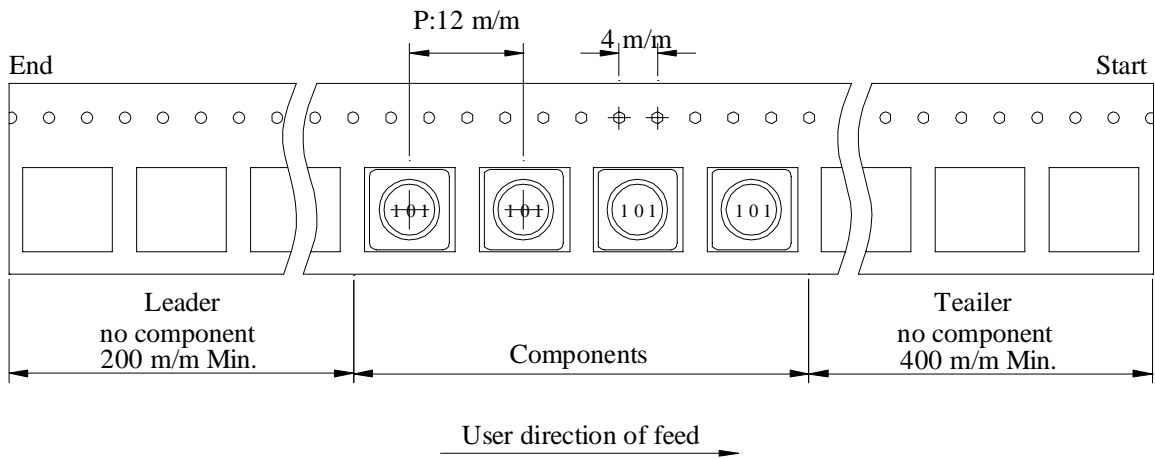 P:12 m/m
4 m/m
End
Start
101
101
101
101
Leader
no component
200 m/m Min.
Components
Teailer
no component
400 m/m Min.
User direction of feed